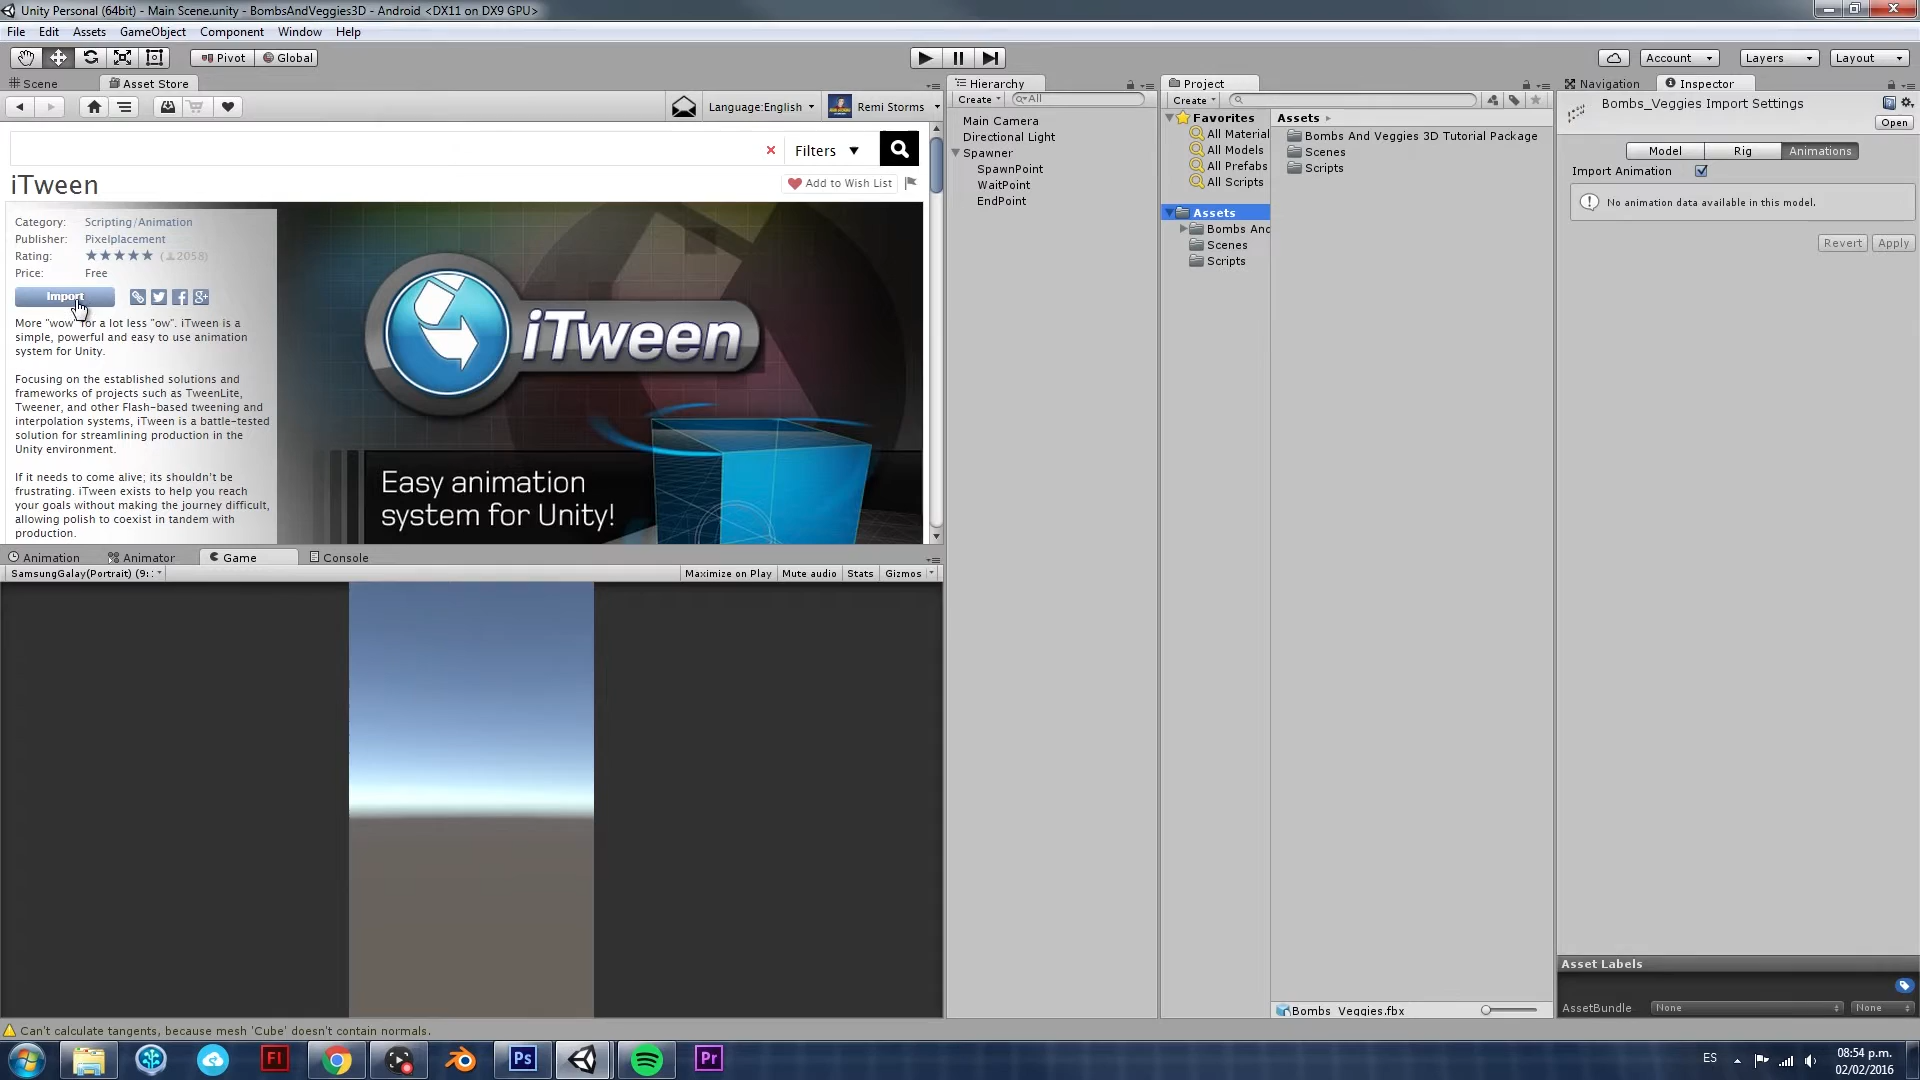 Unity Personal (64bit) - Main Scene.unity - BombsAndVeggies3D - Android <DX11 on DX9 GPU>
File Edit Assets GameObject Component Window Help
Pivot Global Account Layers Layout
Scene Asset Store
Language:English Remi Storms
Filters
iTween
Add to Wish List
Category: Scripting/Animation
Publisher: Pixelplacement
Rating: (2058)
Price: Free
Import
More "wow" for a lot less "ow". iTween is a
simple, powerful and easy to use animation
system for Unity.
Focusing on the established solutions and
frameworks of projects such as TweenLite,
Tweener, and other Flash-based tweening and
interpolation systems, iTween is a battle-tested
solution for streamlining production in the
Unity environment.
If it needs to come alive; its shouldn't be
frustrating. iTween exists to help you reach
your goals without making the journey difficult,
allowing polish to coexist in tandem with
production.
iTween
Easy animation
system for Unity!
Animation Animator Game Console
SamsungGalay(Portrait) (9:: Maximize on Play Mute audio Stats Gizmos
Hierarchy
Create All
Main Camera
Directional Light
Spawner
SpawnPoint
WaitPoint
EndPoint
Project
Create
Favorites
All Material
All Models
All Prefabs
All Scripts
Assets
Bombs Anc
Scenes
Scripts
Assets
Bombs And Veggies 3D Tutorial Package
Scenes
Scripts
Bombs_Veggies.fbx
Navigation Inspector
Bombs_Veggies Import Settings
Open
Model Rig Animations
Import Animation
No animation data available in this model.
Revert Apply
Asset Labels
AssetBundle None None
Can't calculate tangents, because mesh 'Cube' doesn't contain normals.
Fl Ps Pr
ES
08:54 p.m.
02/02/2016